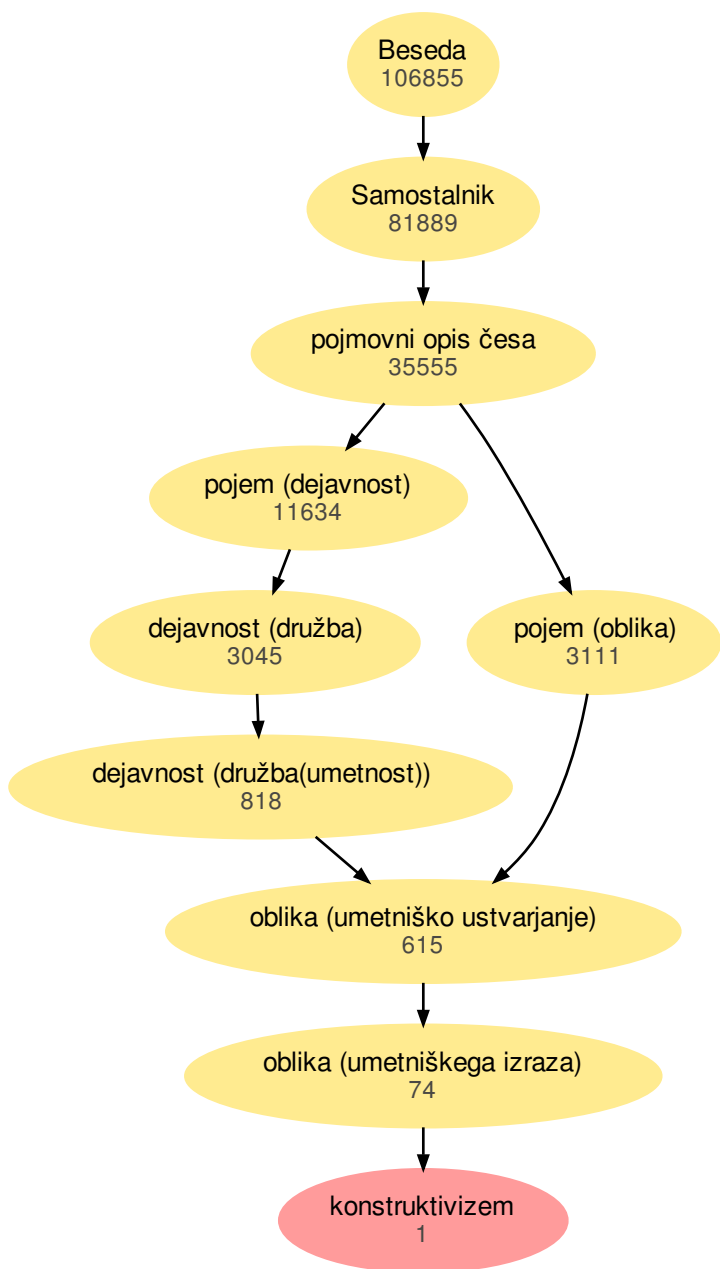 Beseda
106855
Samostalnik
81889
pojmovni opis česa
35555
pojem (dejavnost)
11634
dejavnost (družba)
3045
pojem (oblika)
3111
dejavnost (družba(umetnost))
818
oblika (umetniško ustvarjanje)
615
oblika (umetniškega izraza)
74
konstruktivizem
1